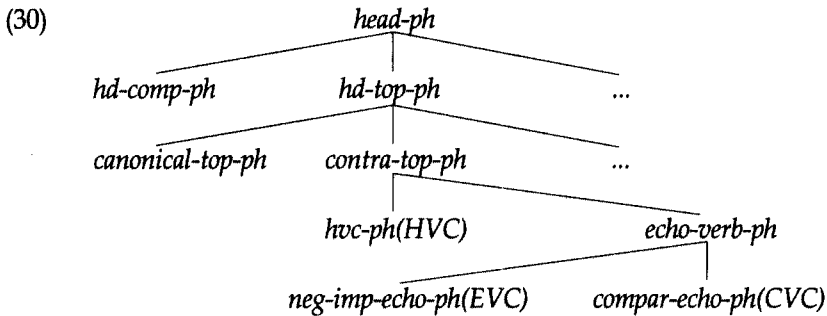 (30) head-ph
hd-comp-ph hd-top-ph ...
canonical-top-ph contra-top-ph ...
hvc-ph(HVC) echo-verb-ph
neg-imp-echo-ph(EVC) compar-echo-ph(CVC)